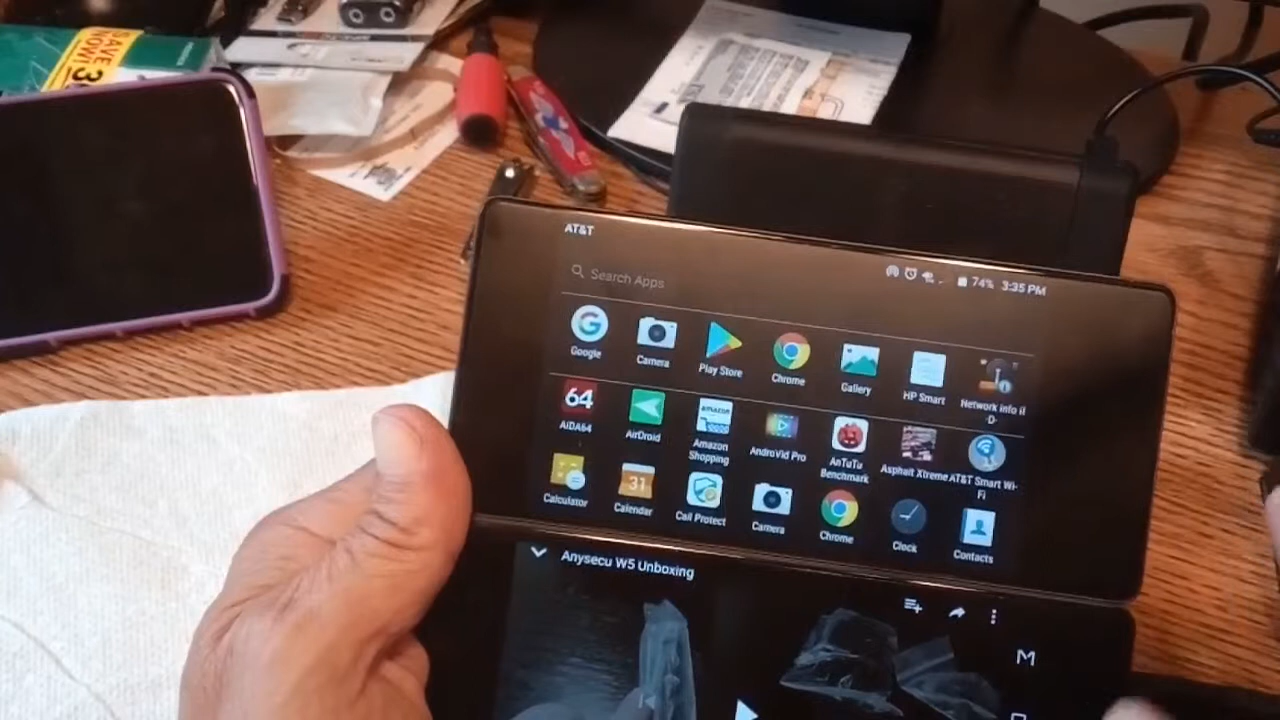 SAVE
NOW!
AT&T
74% 3:35 PM
Search Apps
Google
Camera
Play Store
Chrome
Gallery
HP Smart
Network Info II
-D-
64
AIDA64
AirDroid
amazon
Amazon
Shopping
AndroVid Pro
AnTuTu
Benchmark
Asphalt Xtreme
AT&T Smart Wi-
Fi
Calculator
31
Calendar
Call Protect
Camera
Chrome
Clock
Contacts
Anysecu W5 Unboxing
M